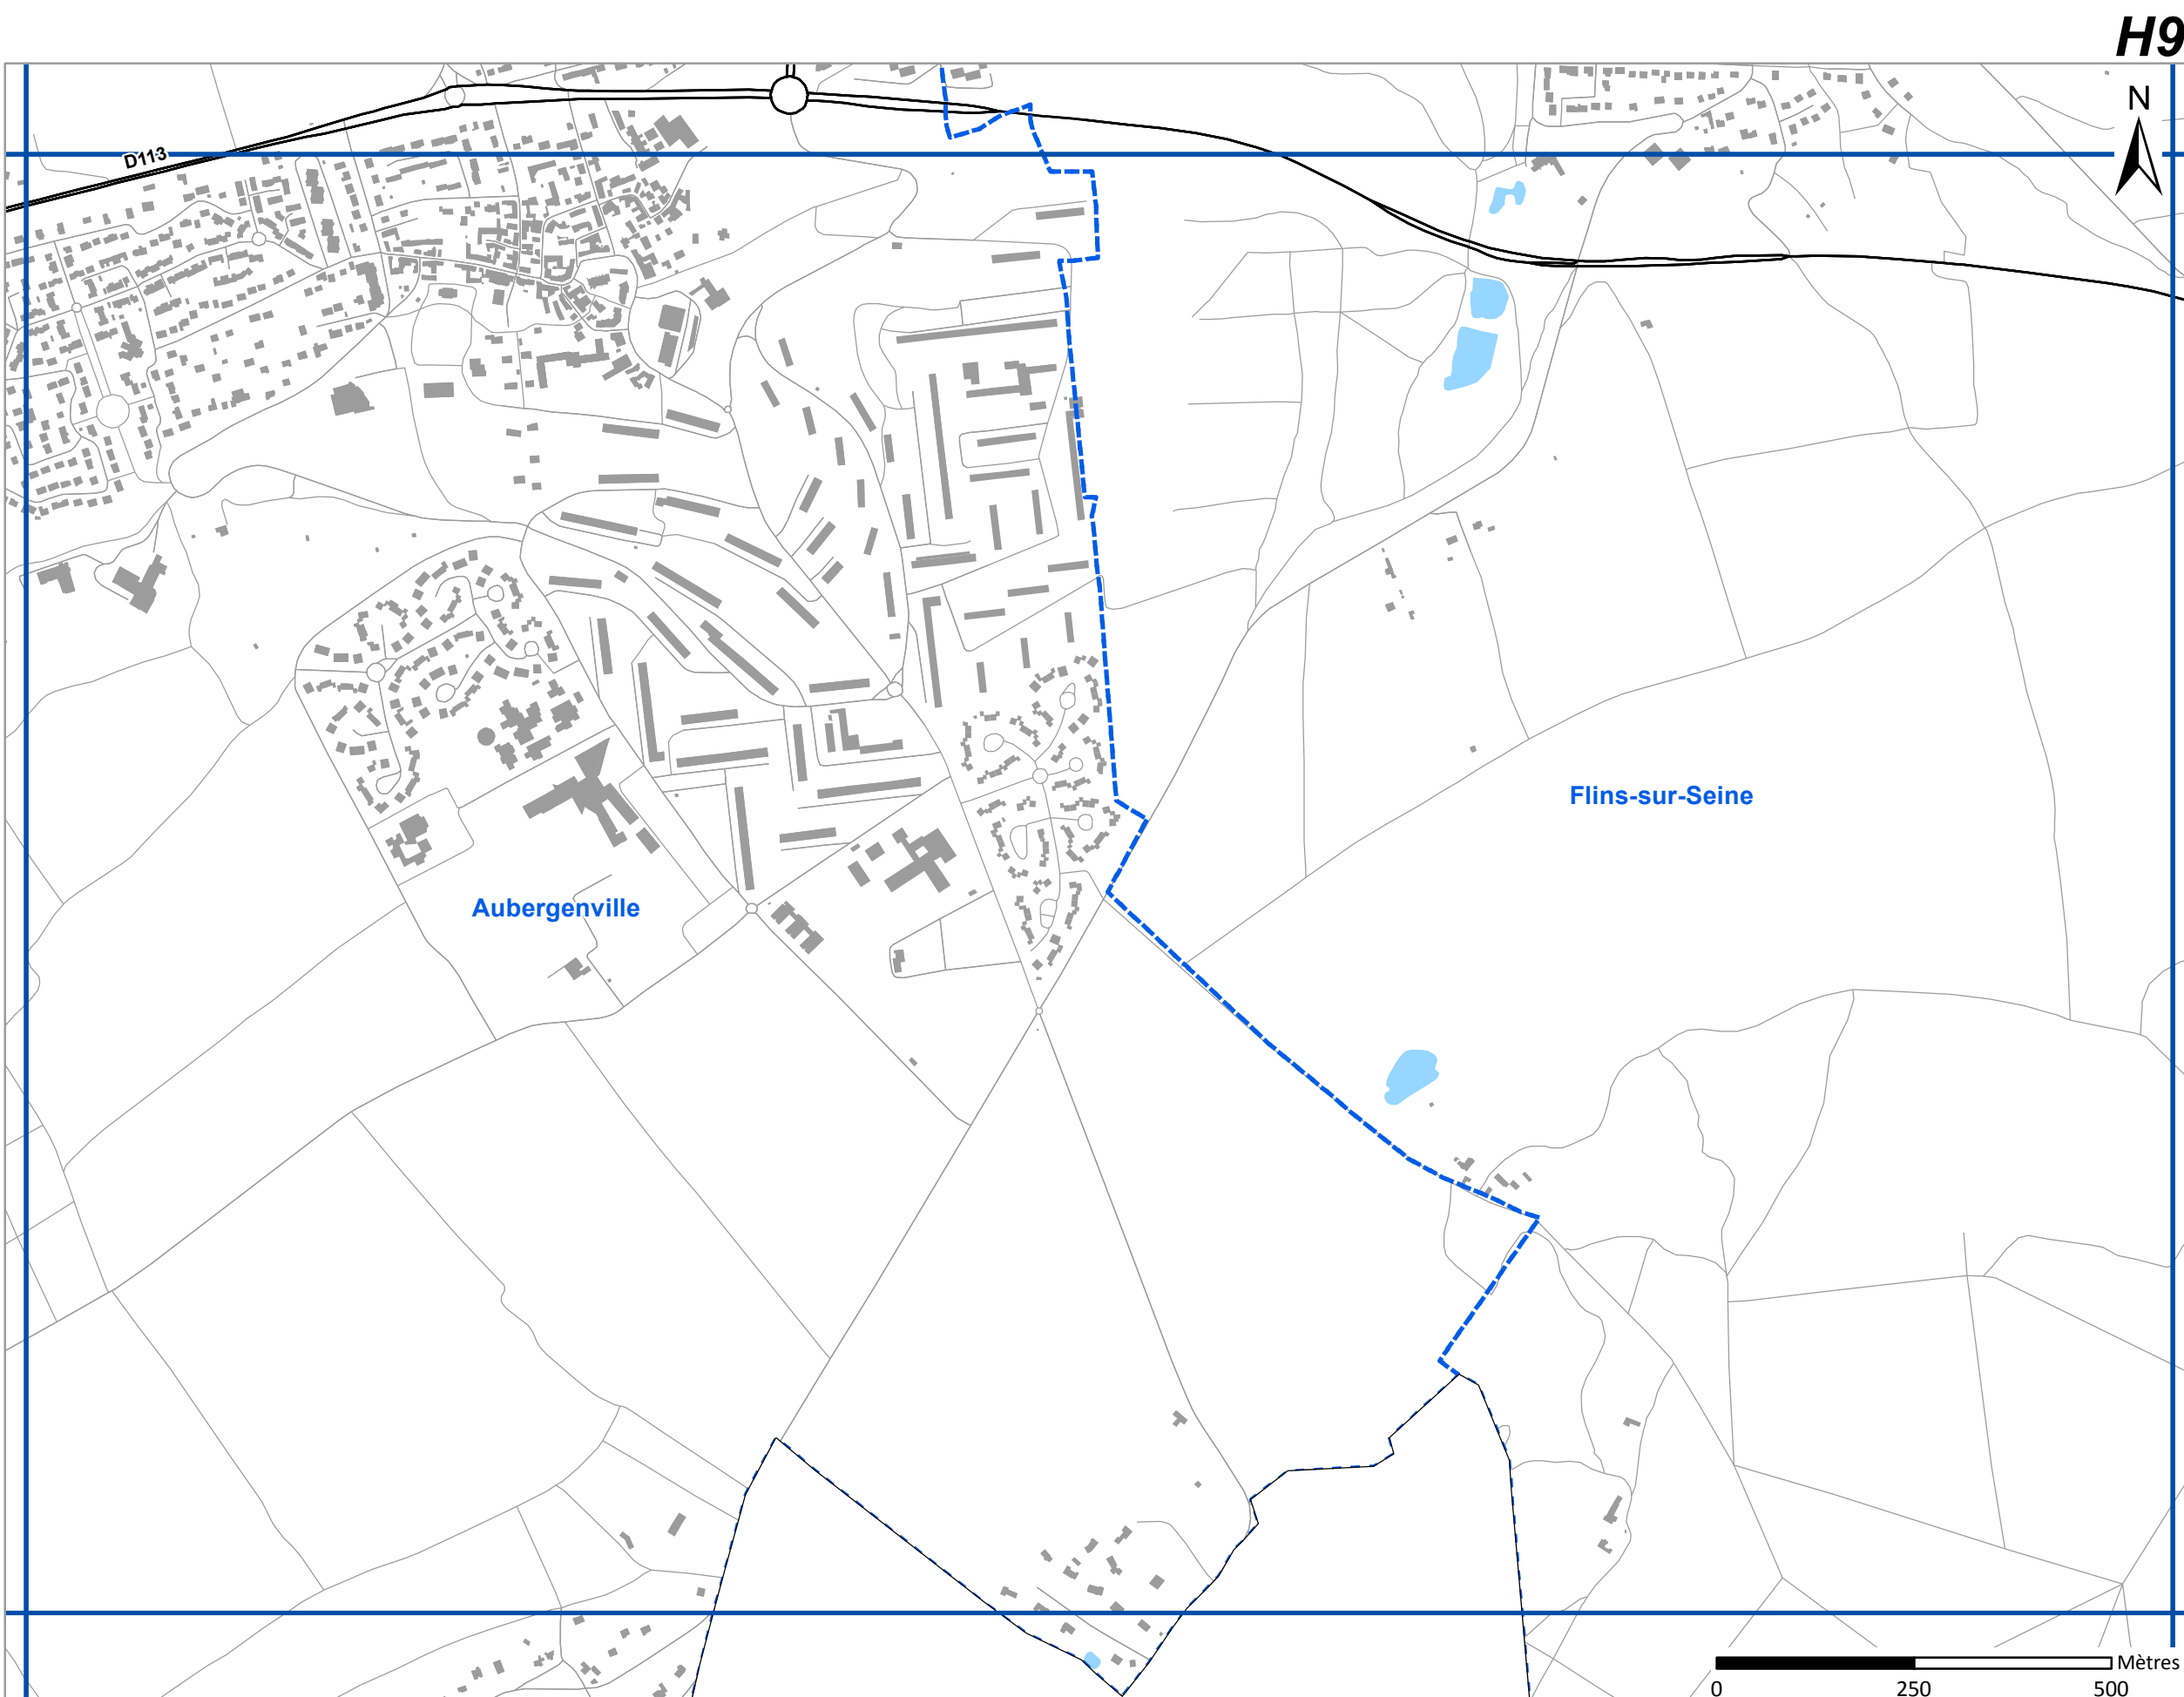 H9
N
D113
Flins-sur-Seine
Aubergenville
Mètres
0 250 500